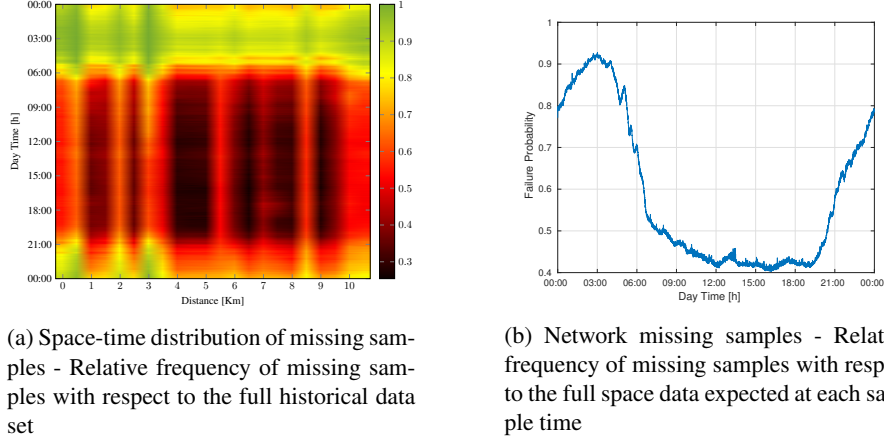 00:00
03:00
06:00
09:00
12:00
15:00
18:00
21:00
00:00
Day Time [h]
0 1 2 3 4 5 6 7 8 9 10
Distance [Km]
1
0.9
0.8
0.7
0.6
0.5
0.4
0.3
1
0.9
0.8
0.7
0.6
0.5
0.4
Failure Probability
00:00 03:00 06:00 09:00 12:00 15:00 18:00 21:00 00:00
Day Time [h]
(a) Space-time distribution of missing sam-
ples - Relative frequency of missing sam-
ples with respect to the full historical data
set
(b) Network missing samples - Relat
frequency of missing samples with resp
to the full space data expected at each sa
ple time